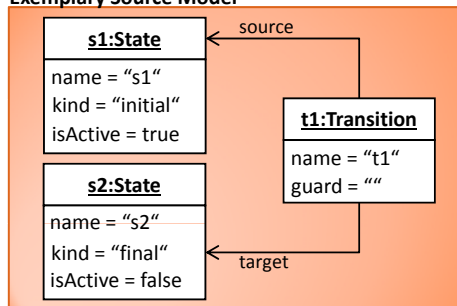 Exemplary Source Model
s1:State
name = “s1“
kind = “initial“
isActive = true
source
t1:Transition
name = “t1“
guard = “”
s2:State
name = “s2“
kind = “final“
isActive = false
target